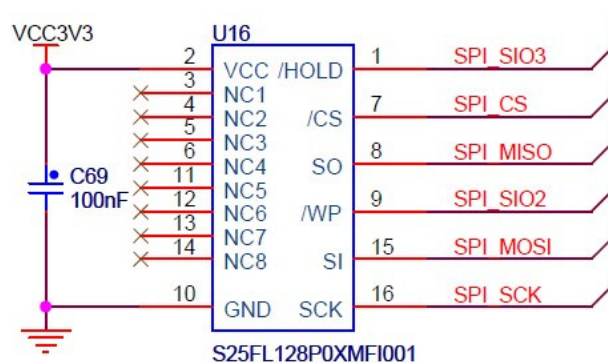 VCC3V3
U16
2 VCC /HOLD 1 SPI_SIO3
3 NC1
4 NC2 /CS 7 SPI_CS
5 NC3
6 NC4 SO 8 SPI_MISO
11 NC5
12 NC6 /WP 9 SPI_SIO2
13 NC7
14 NC8 SI 15 SPI_MOSI
10 GND SCK 16 SPI_SCK
C69
100nF
S25FL128P0XMFI001